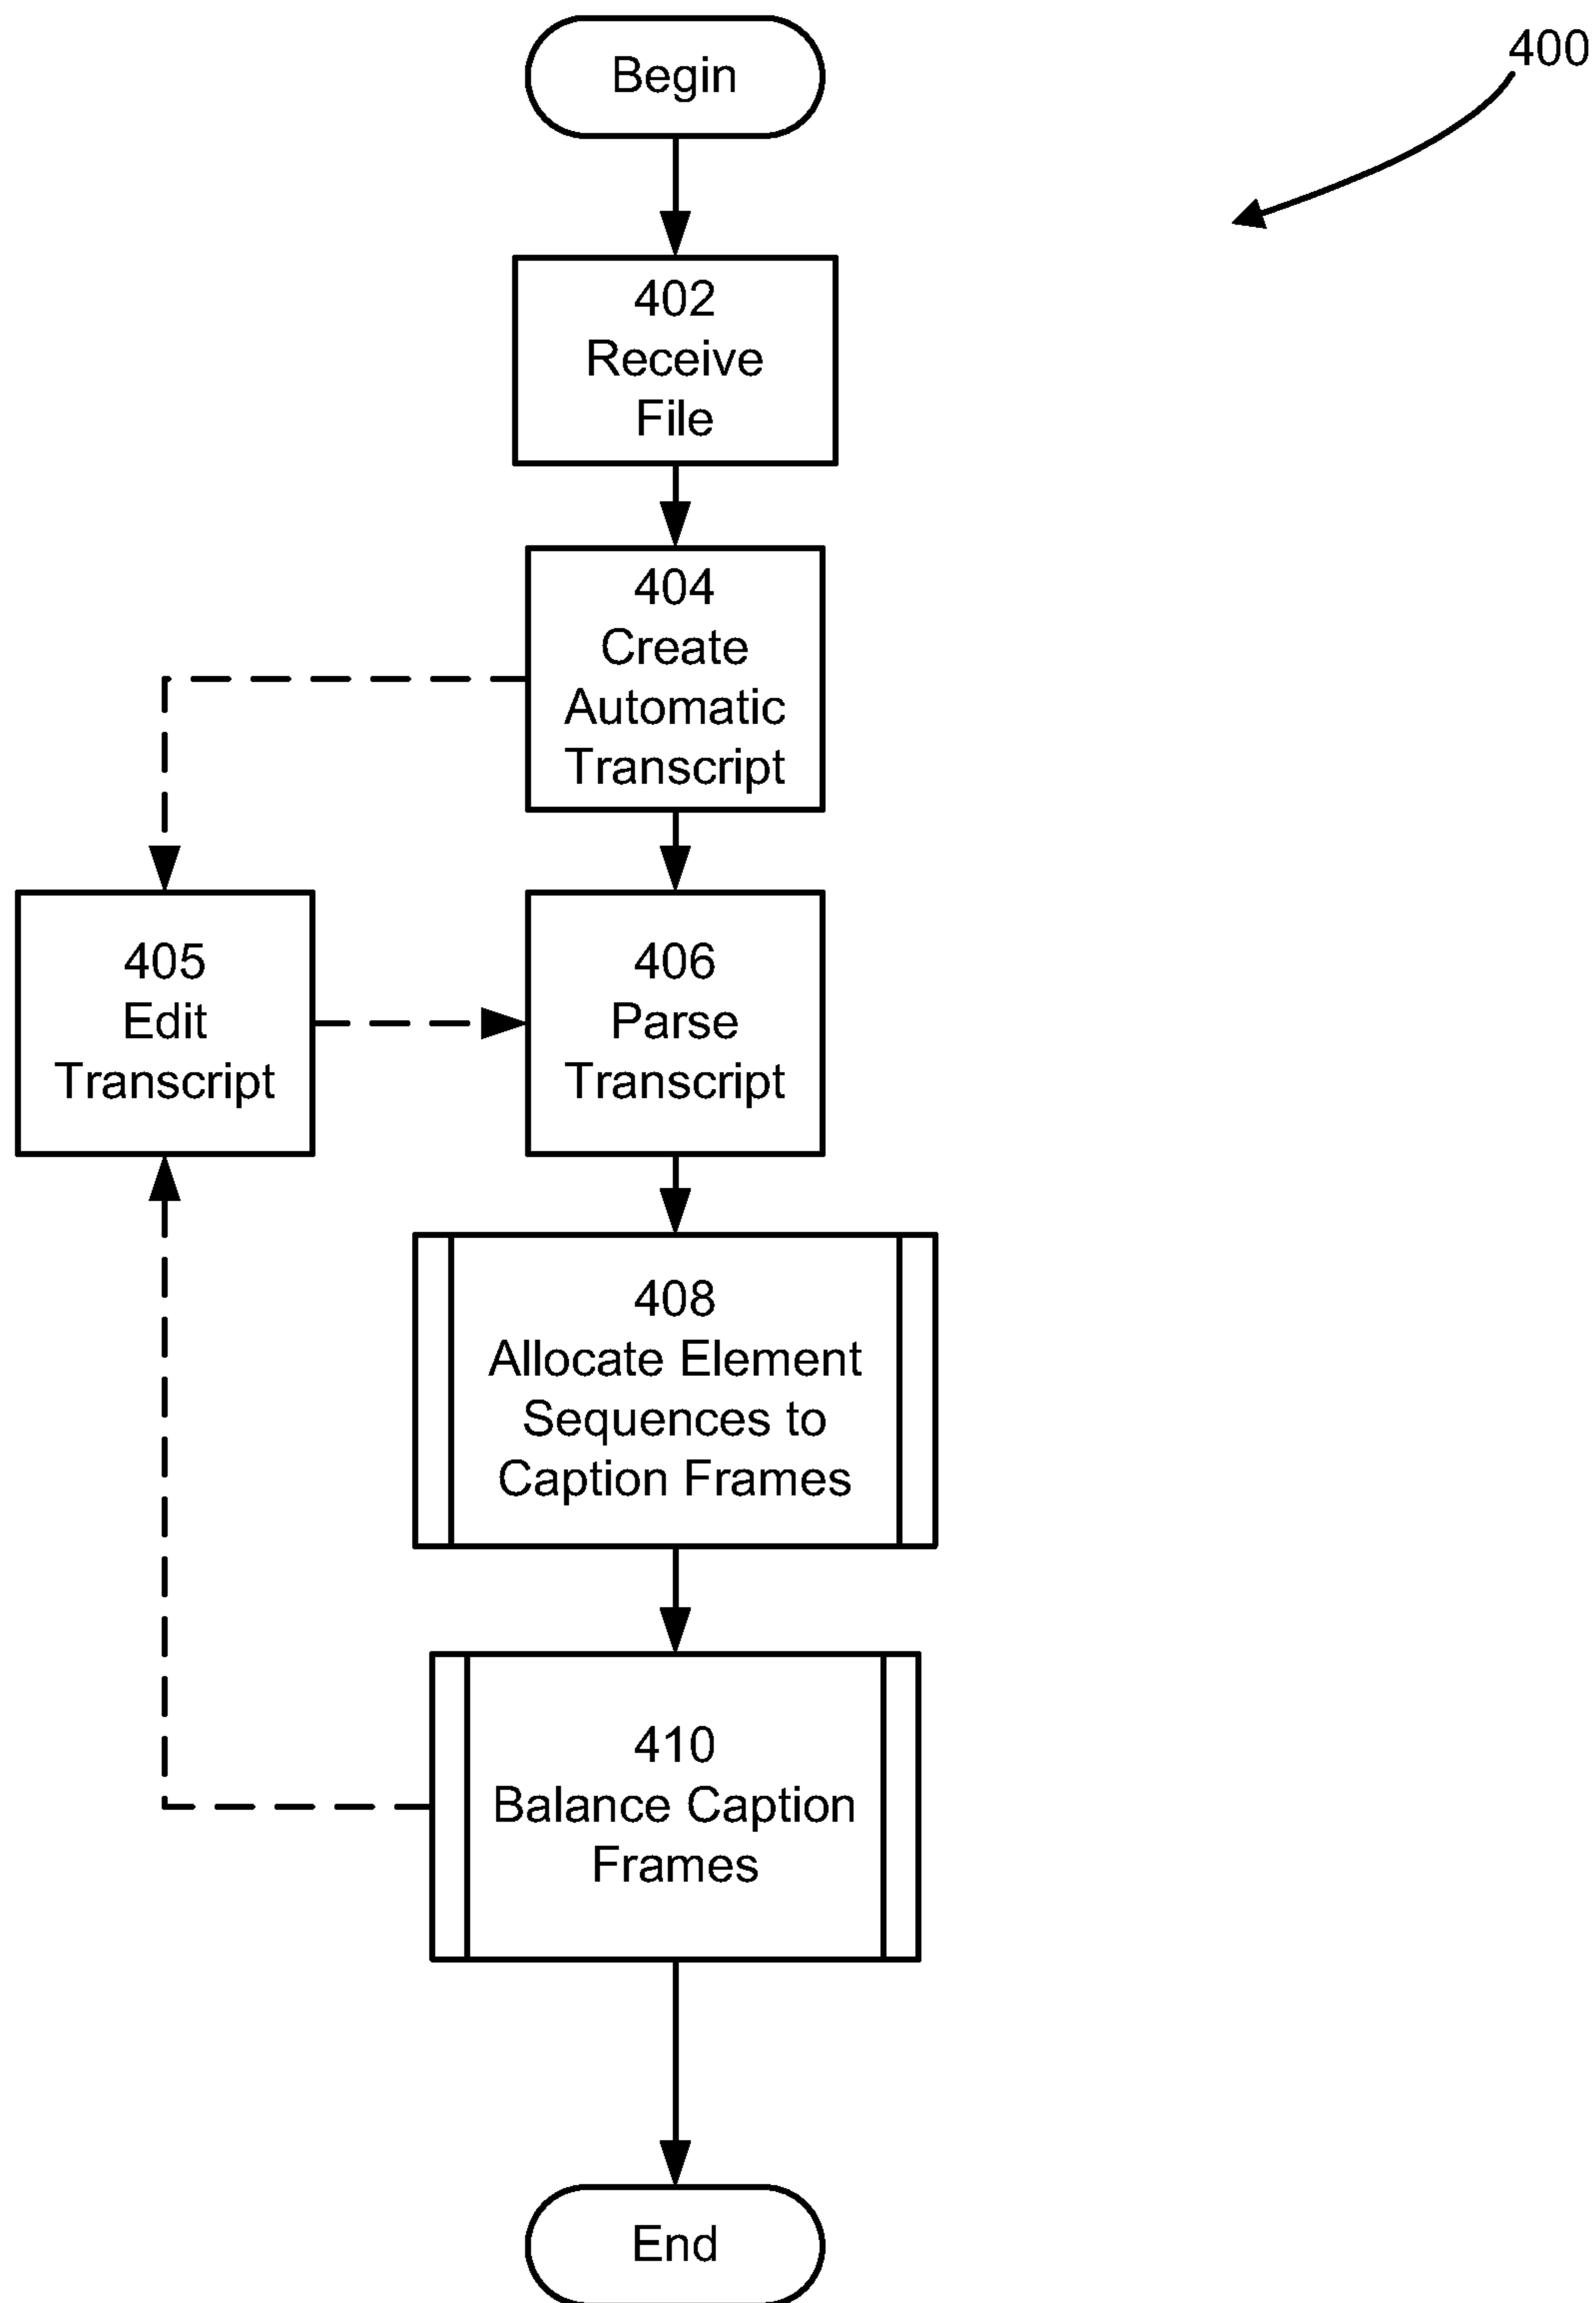 Begin
400
402
Receive
File
404
Create
Automatic
Transcript
405
Edit
Transcript
406
Parse
Transcript
408
Allocate Element
Sequences to
Caption Frames
410
Balance Caption
Frames
End